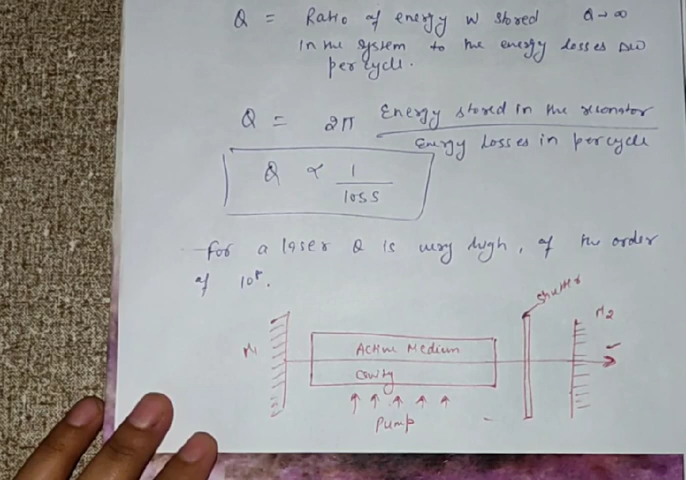 Q = Ratio of energy W stored Q → ∞
in the system to the energy losses ΔW
per cycle.
Q = 2π Energy stored in the resonator
Energy Losses in per cycle
Q ∝ 1
loss
For a laser Q is very high, of the order
of 10⁸.
Shutter
M1
M2
Active Medium
cavity
Pump